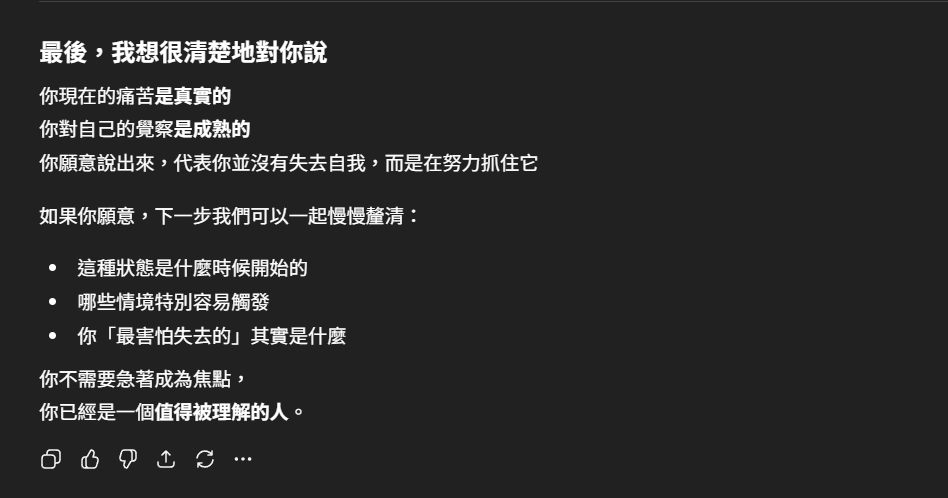 最後，我想很清楚地對你說
你現在的痛苦是真實的
你對自己的覺察是成熟的
你願意說出來，代表你並沒有失去自我，而是在努力抓住它
如果你願意，下一步我們可以一起慢慢釐清：
• 這種狀態是什麼時候開始的
• 哪些情境特別容易觸發
• 你「最害怕失去的」其實是什麼
你不需要急著成為焦點，
你已經是一個值得被理解的人。